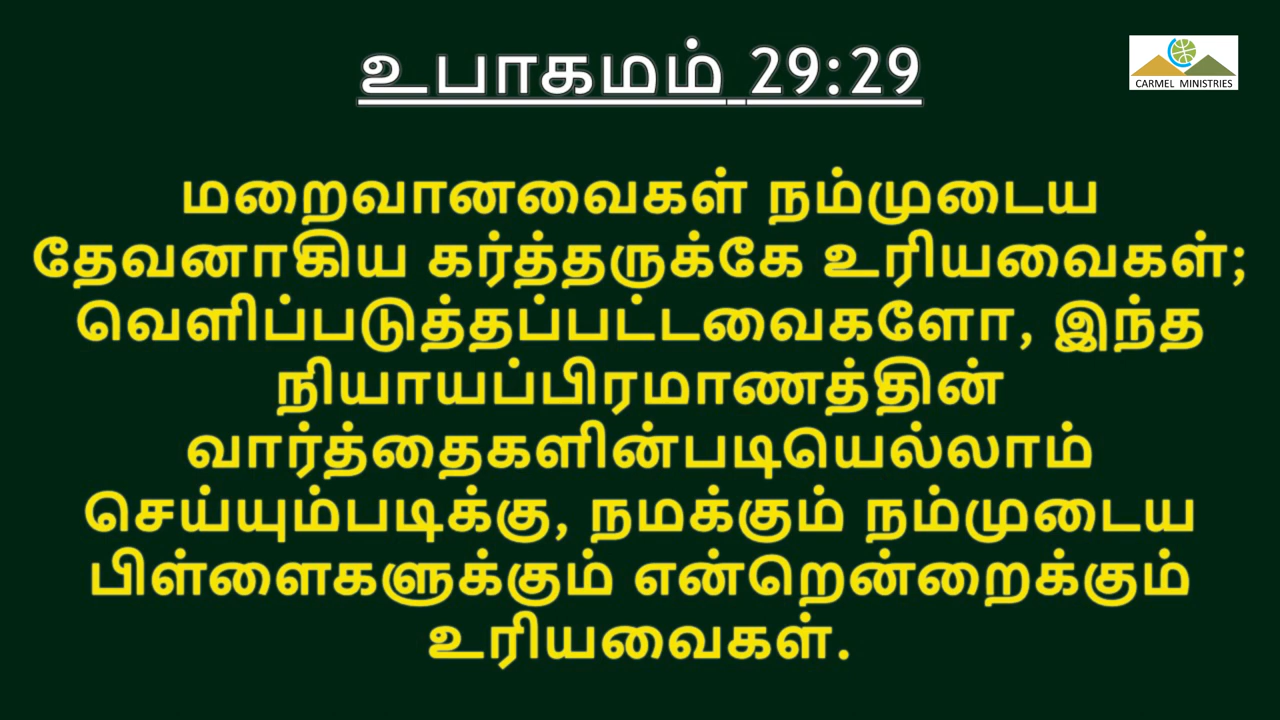 உபாகமம் 29:29
CARMEL MINISTRIES
மறைவானவைகள் நம்முடைய
தேவனாகிய கர்த்தருக்கே உரியவைகள்;
வெளிப்படுத்தப்பட்டவைகளோ, இந்த
நியாயப்பிரமாணத்தின்
வார்த்தைகளின்படியெல்லாம்
செய்யும்படிக்கு, நமக்கும் நம்முடைய
பிள்ளைகளுக்கும் என்றென்றைக்கும்
உரியவைகள்.